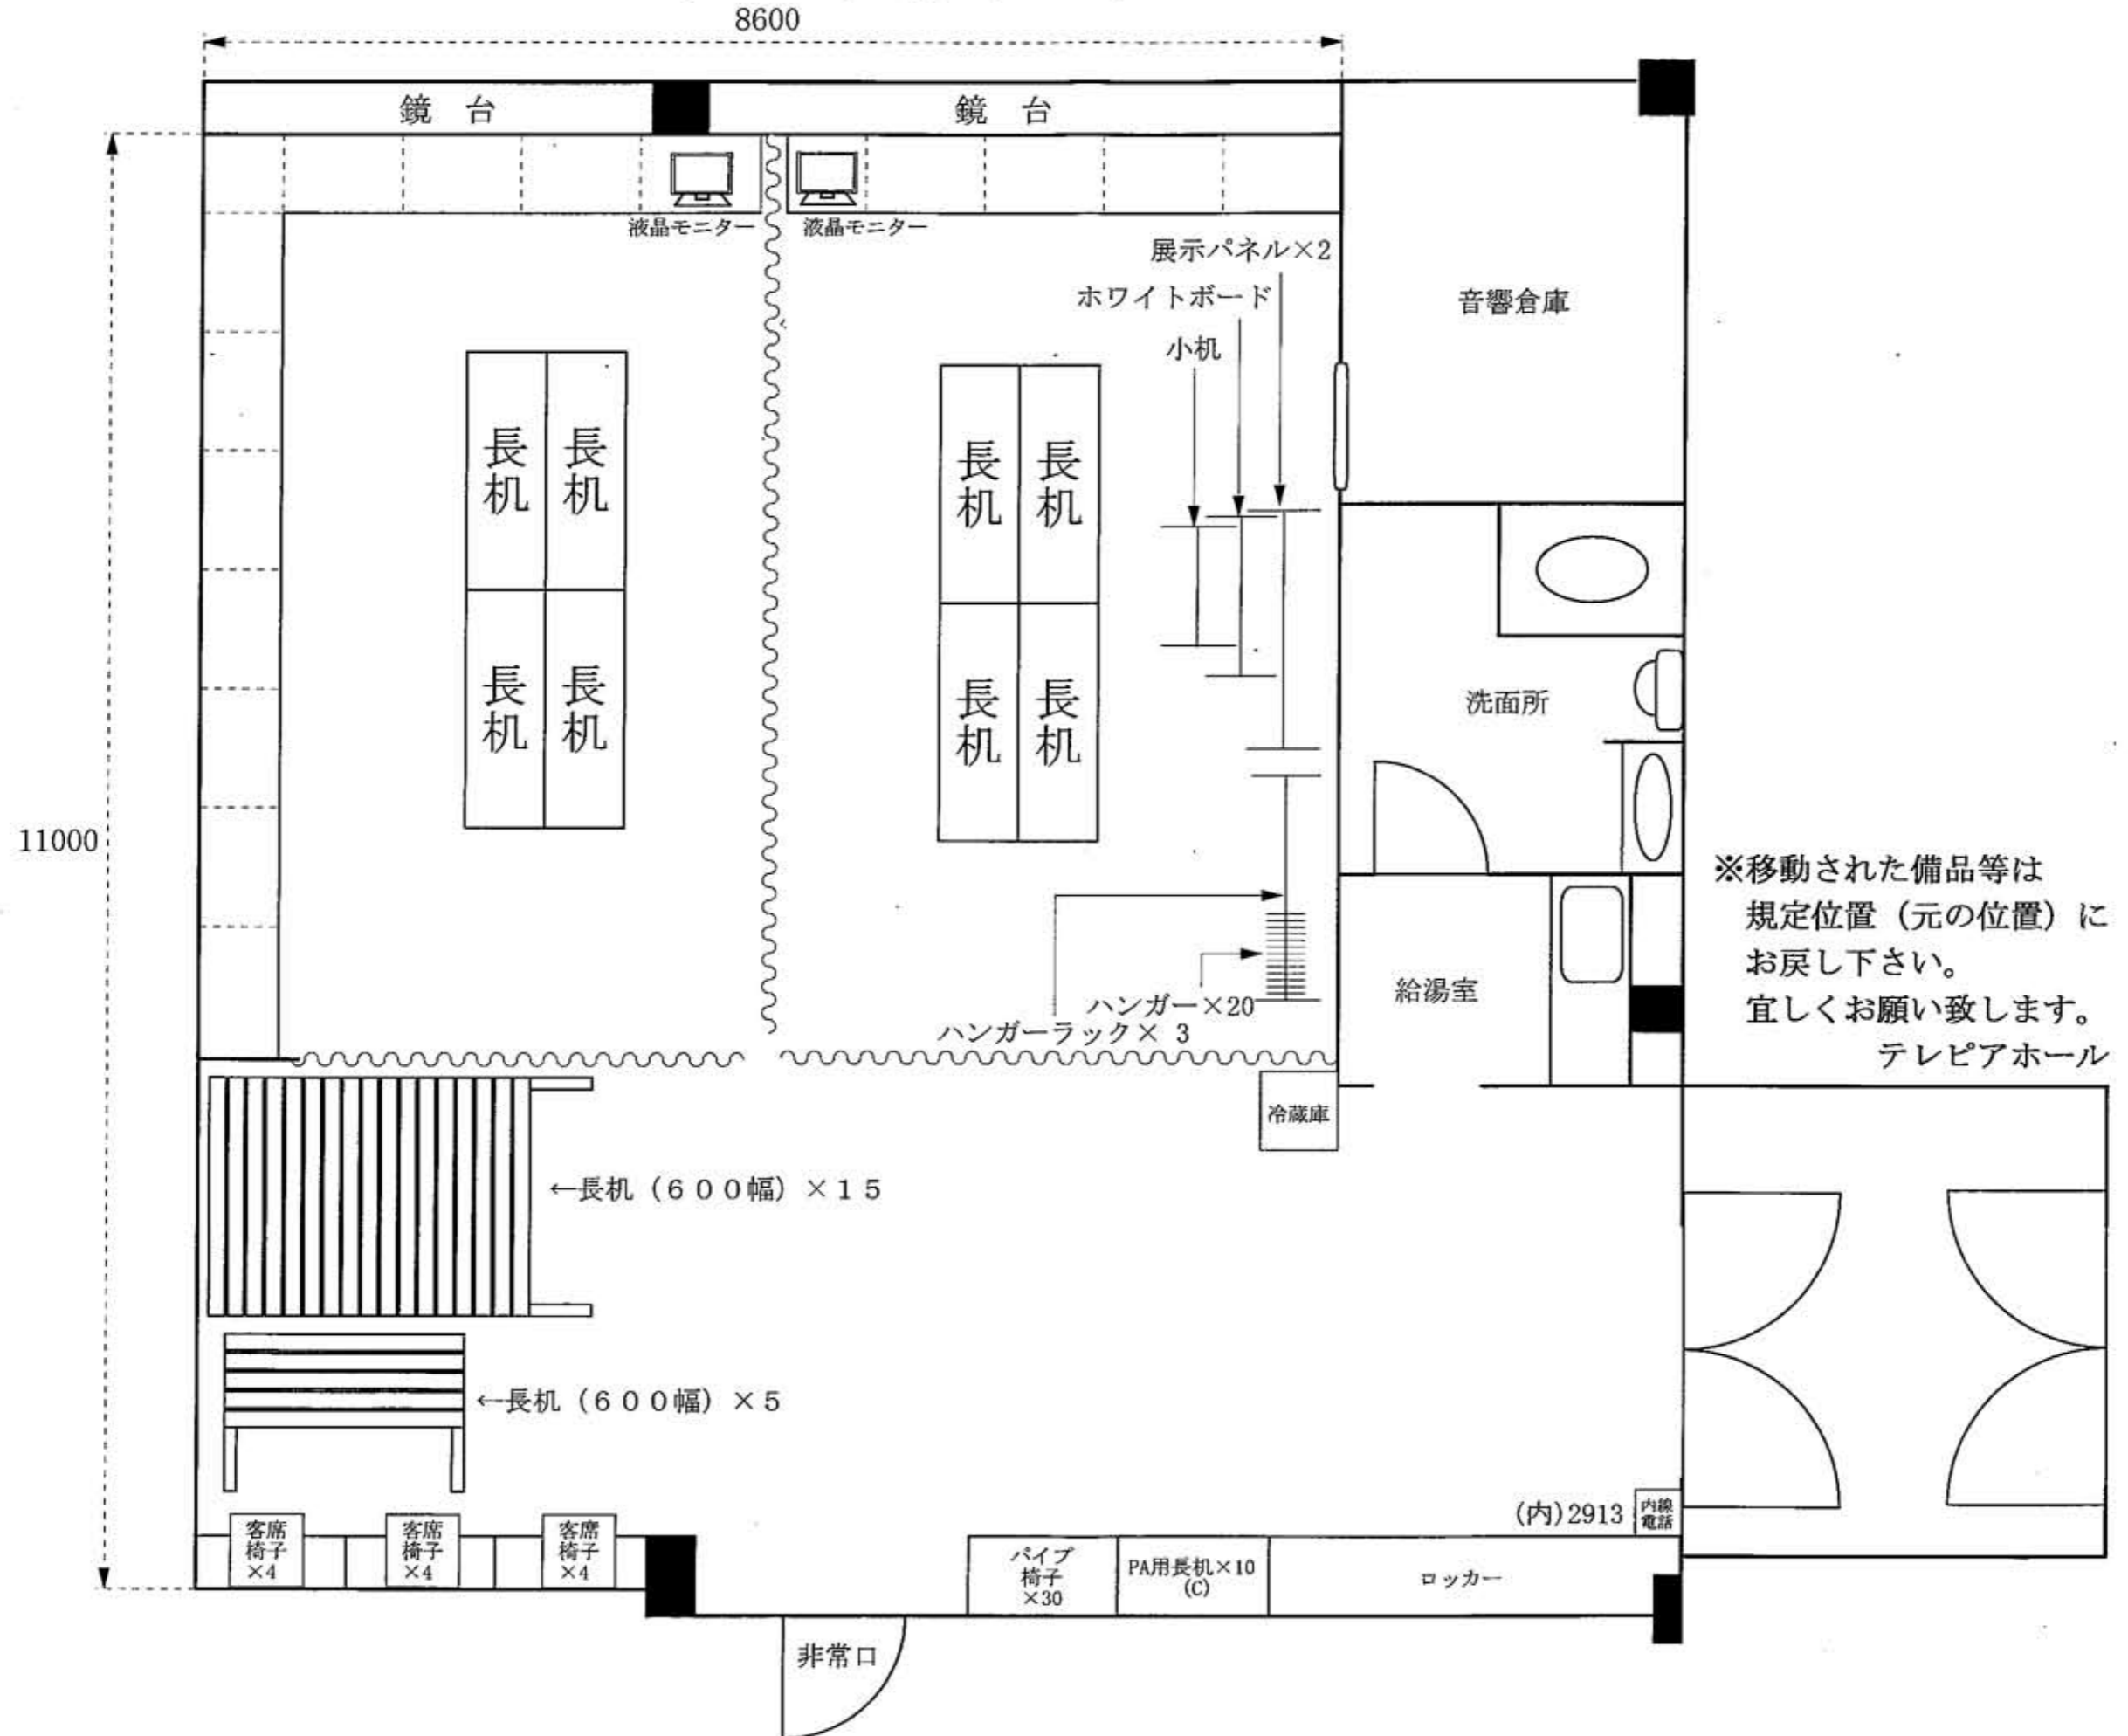 8600
鏡 台
鏡 台
液晶モニター
液晶モニター
展示パネル×2
ホワイトボード
小机
音響倉庫
長机
長机
長机
長机
長机
長机
長机
長机
洗面所
11000
※移動された備品等は
規定位置（元の位置）に
お戻し下さい。
宜しくお願い致します。
テレピアホール
給湯室
ハンガー×20
ハンガーラック×３
冷蔵庫
←長机（６００幅）×１５
←長机（６００幅）×５
(内)2913
内線
電話
客席
椅子
×4
客席
椅子
×4
客席
椅子
×4
パイプ
椅子
×30
PA用長机×10
(C)
ロッカー
非常口